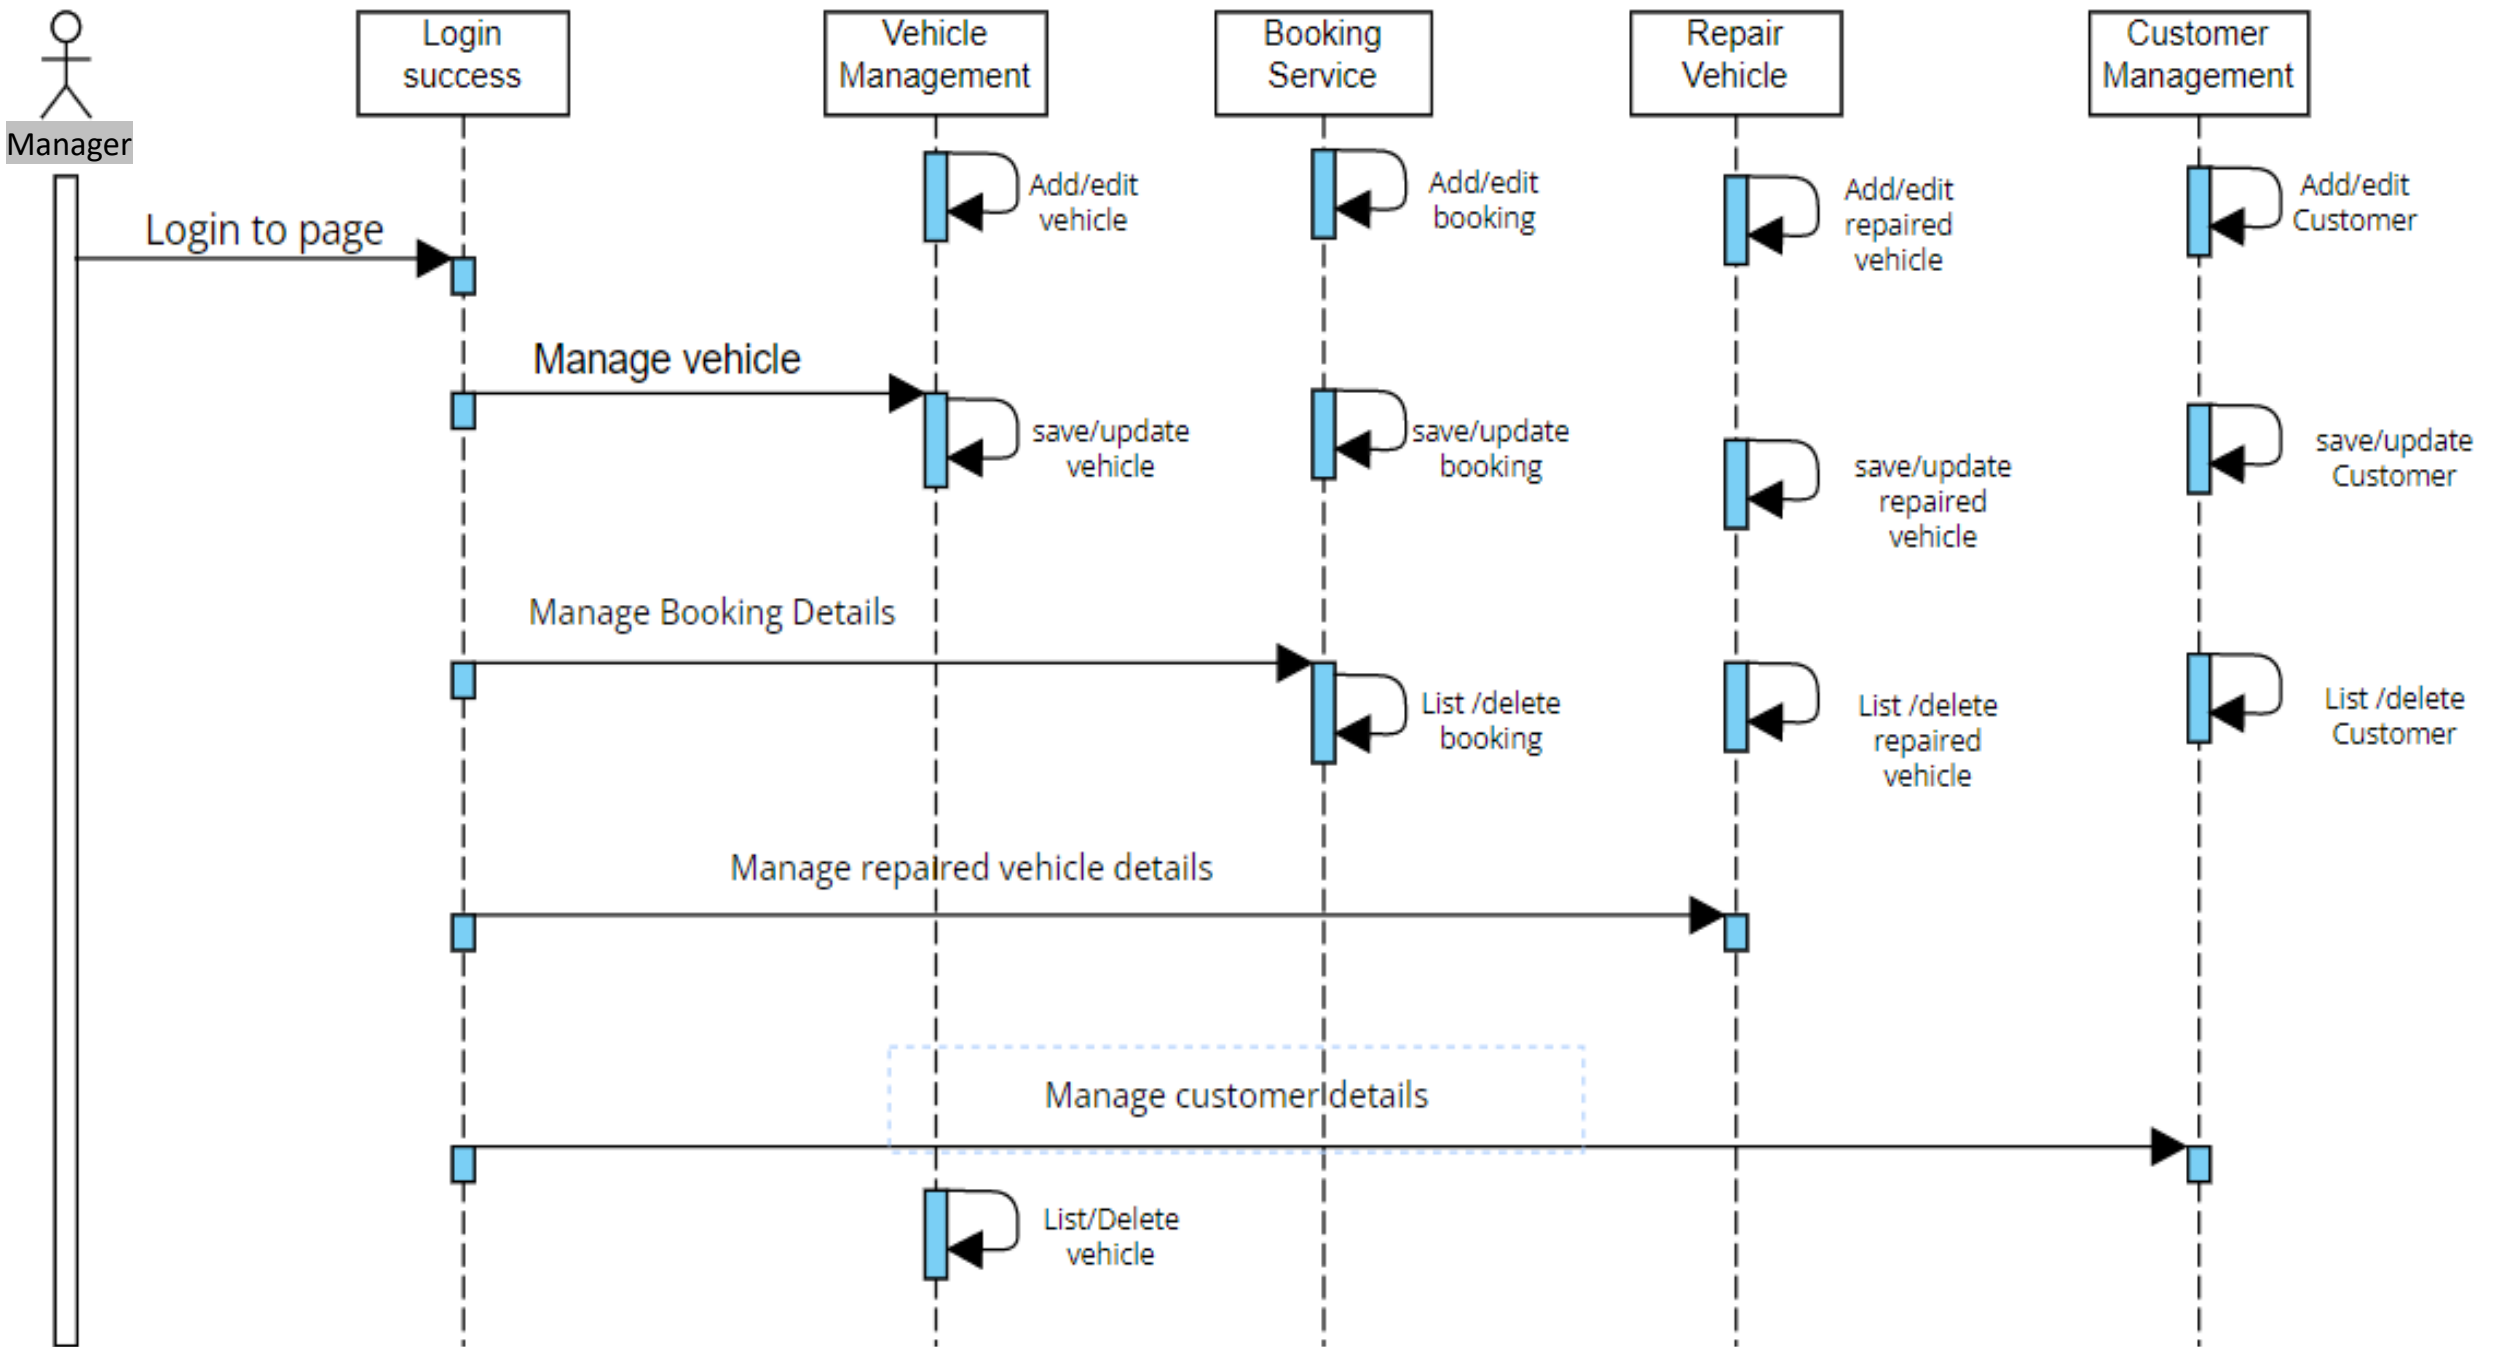 Manager
Login
success
Vehicle
Management
Booking
Service
Repair
Vehicle
Customer
Management
Add/edit
vehicle
Add/edit
booking
Add/edit
repaired
vehicle
Add/edit
Customer
Login to page
Manage vehicle
save/update
vehicle
save/update
booking
save/update
repaired
vehicle
save/update
Customer
Manage Booking Details
List /delete
booking
List /delete
repaired
vehicle
List /delete
Customer
Manage repaired vehicle details
Manage customer details
List/Delete
vehicle